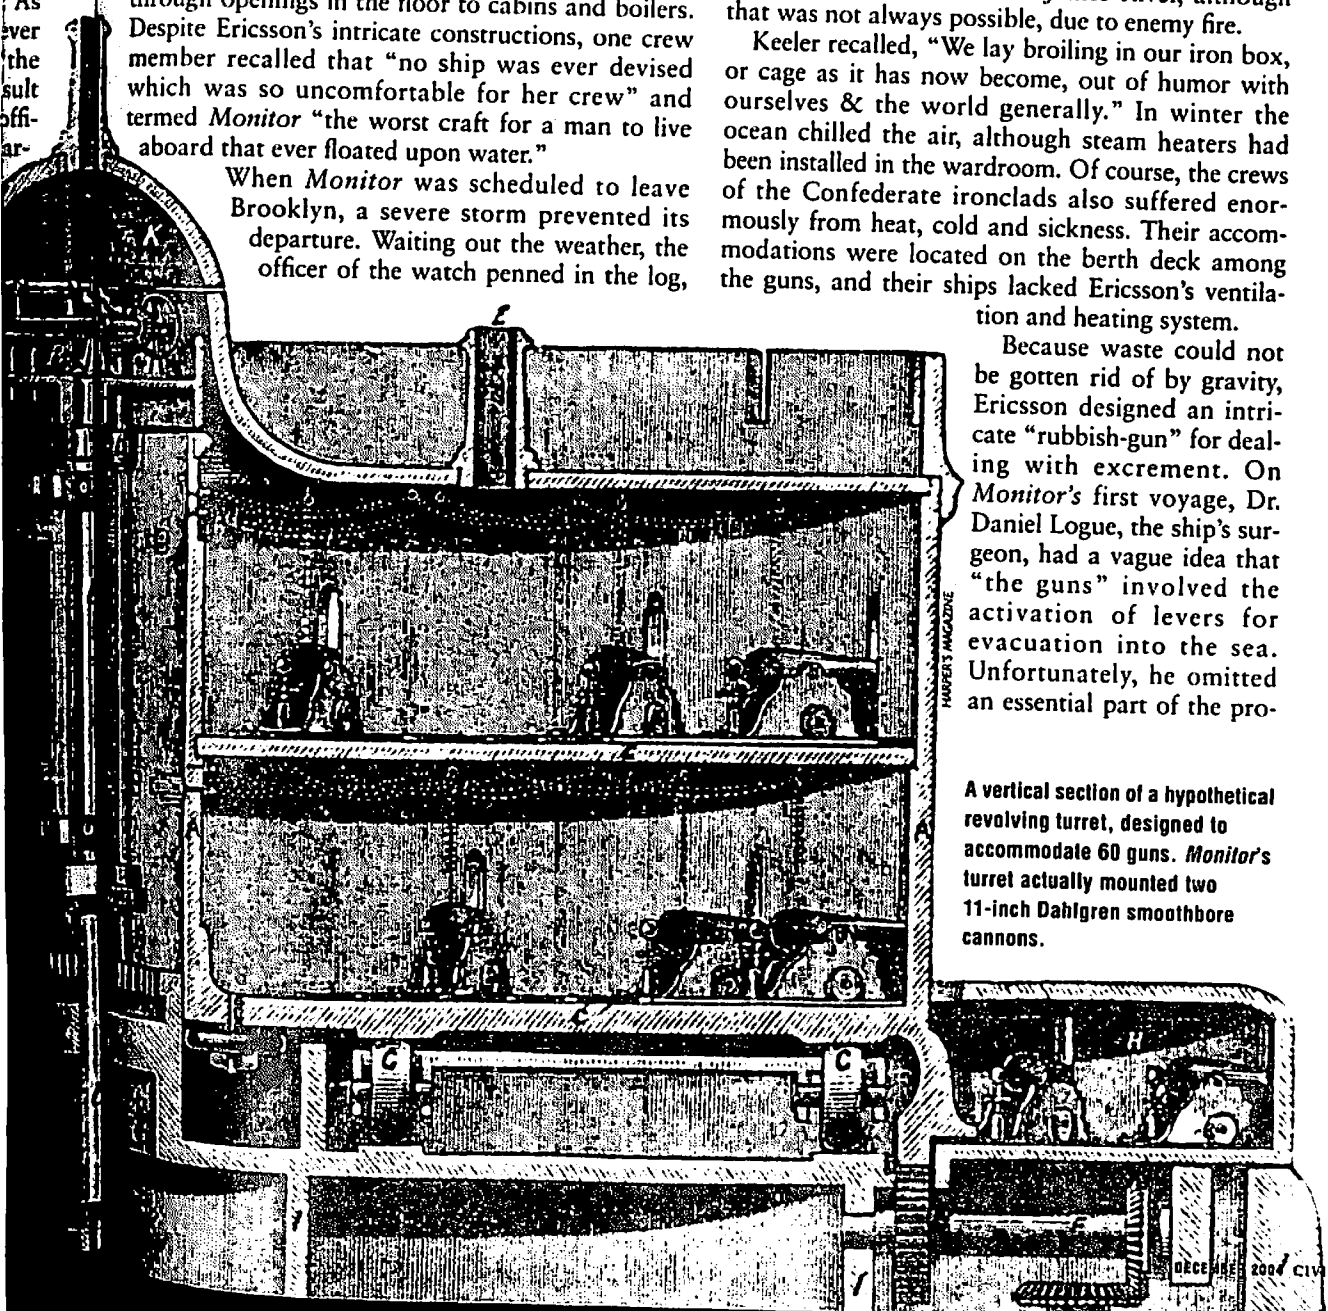 As
ever
the
sult
offi-
ar-
through openings in the floor to cabins and boilers.
Despite Ericsson's intricate constructions, one crew
member recalled that "no ship was ever devised
which was so uncomfortable for her crew" and
termed Monitor "the worst craft for a man to live
aboard that ever floated upon water."
When Monitor was scheduled to leave
Brooklyn, a severe storm prevented its
departure. Waiting out the weather, the
officer of the watch penned in the log,
although
that was not always possible, due to enemy fire.
Keeler recalled, "We lay broiling in our iron box,
or cage as it has now become, out of humor with
ourselves & the world generally." In winter the
ocean chilled the air, although steam heaters had
been installed in the wardroom. Of course, the crews
of the Confederate ironclads also suffered enor-
mously from heat, cold and sickness. Their accom-
modations were located on the berth deck among
the guns, and their ships lacked Ericsson's ventila-
tion and heating system.
Because waste could not
be gotten rid of by gravity,
Ericsson designed an intri-
cate "rubbish-gun" for deal-
ing with excrement. On
Monitor's first voyage, Dr.
Daniel Logue, the ship's sur-
geon, had a vague idea that
"the guns" involved the
activation of levers for
evacuation into the sea.
Unfortunately, he omitted
an essential part of the pro-
HARPER'S MAGAZINE
A vertical section of a hypothetical
revolving turret, designed to
accommodate 60 guns. Monitor's
turret actually mounted two
11-inch Dahlgren smoothbore
cannons.
K
E
A
A
C
G
G
H
DECEMBER 2004 CIV